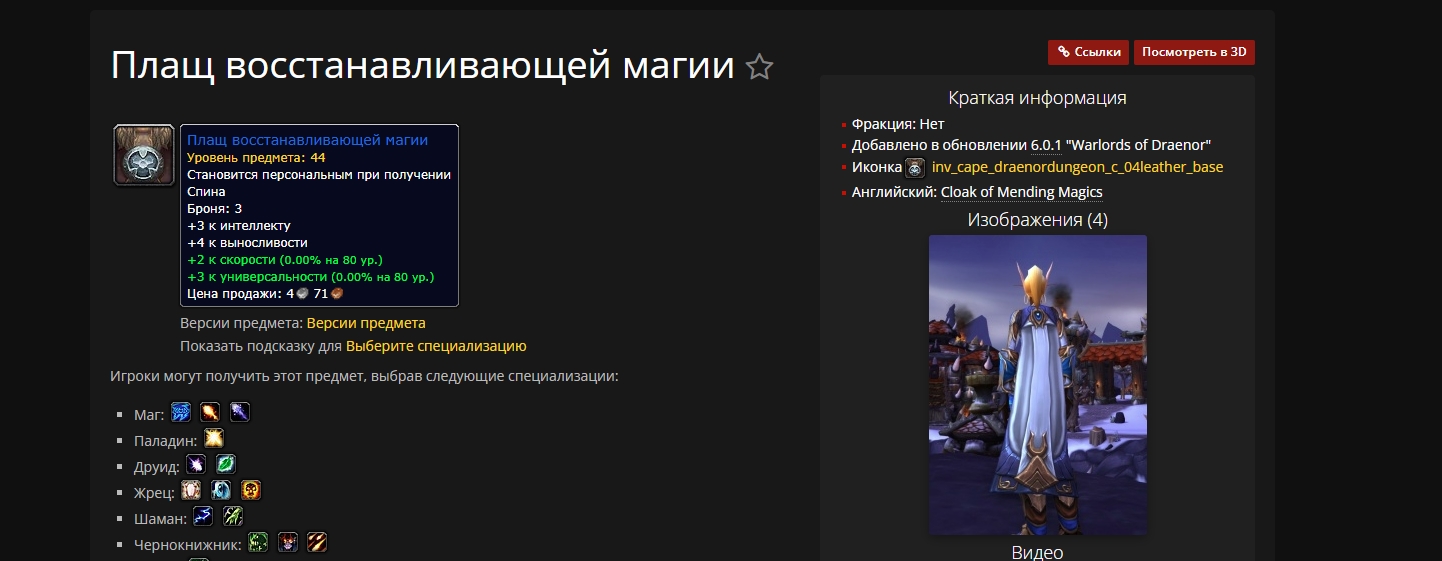 Плащ восстанавливающей магии
Плащ восстанавливающей магии
Уровень предмета: 44
Становится персональным при получении
Спина
Броня: 3
+3 к интеллекту
+4 к выносливости
+2 к скорости (0.00% на 80 ур.)
+3 к универсальности (0.00% на 80 ур.)
Цена продажи: 4 71
Версии предмета: Версии предмета
Показать подсказку для Выберите специализацию
Игроки могут получить этот предмет, выбрав следующие специализации:
Маг:
Паладин:
Друид:
Жрец:
Шаман:
Чернокнижник:
Ссылки
Посмотреть в 3D
Краткая информация
Фракция: Нет
Добавлено в обновлении 6.0.1 "Warlords of Draenor"
Иконка inv_cape_draenordungeon_c_04leather_base
Английский: Cloak of Mending Magics
Изображения (4)
Видео